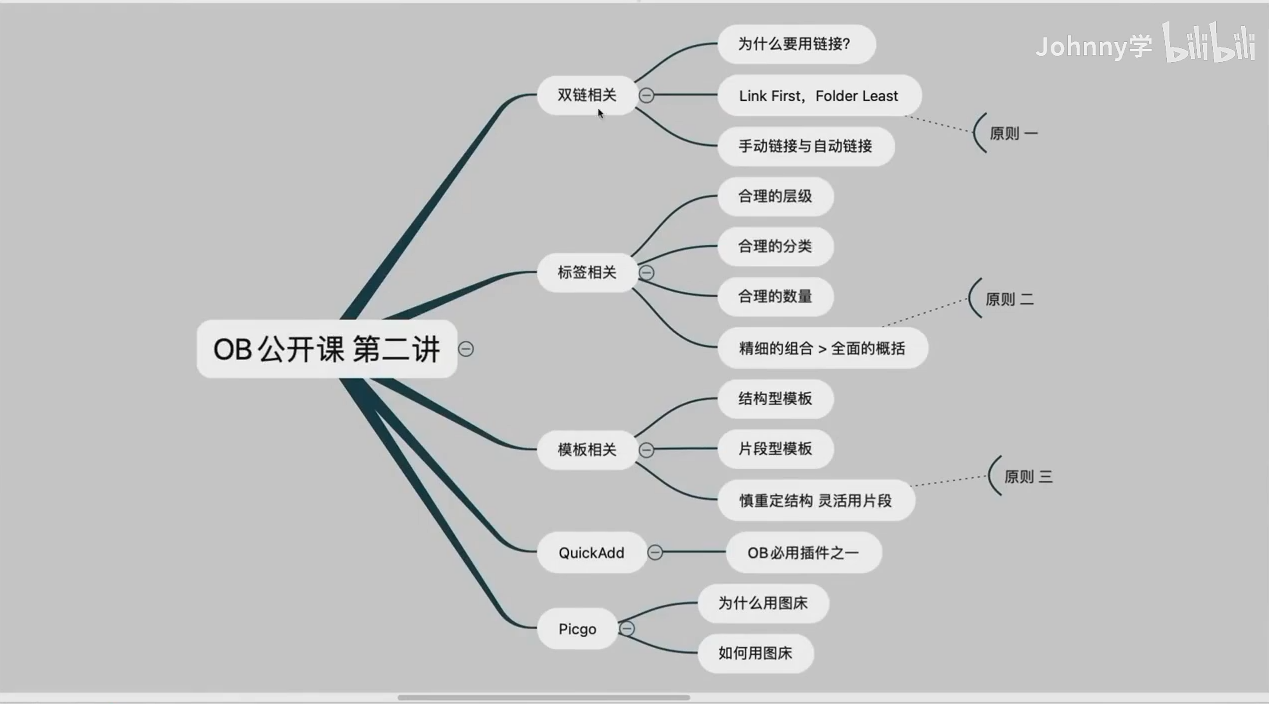 Johnny学 bilibili
OB公开课 第二讲
双链相关
为什么要用链接?
Link First，Folder Least
原则 一
手动链接与自动链接
标签相关
合理的层级
合理的分类
合理的数量
精细的组合 > 全面的概括
原则 二
模板相关
结构型模板
片段型模板
慎重定结构 灵活用片段
原则 三
QuickAdd
OB必用插件之一
Picgo
为什么用图床
如何用图床